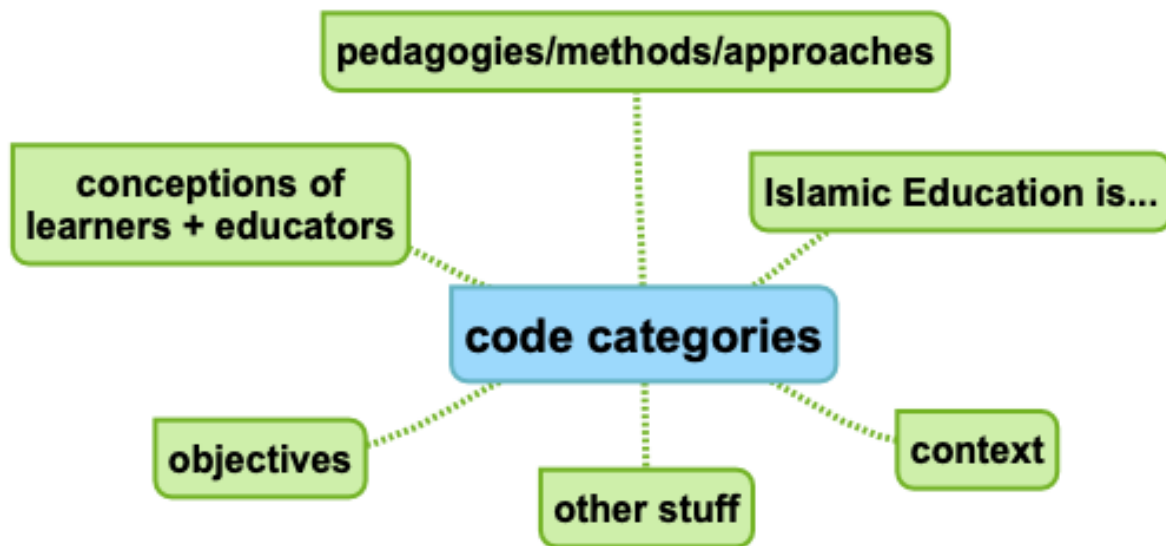 pedagogies/methods/approaches
conceptions of
learners + educators
Islamic Education is...
code categories
objectives
other stuff
context